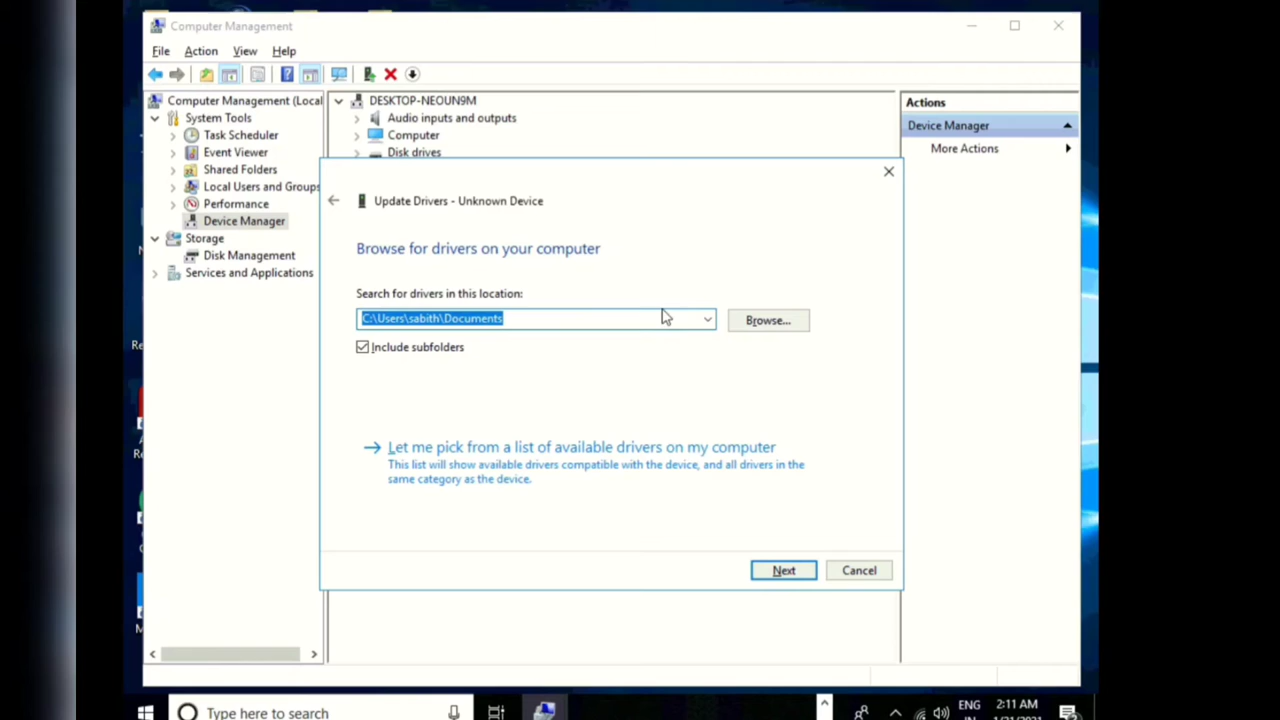 Computer Management
File Action View Help
Computer Management (Local
System Tools
Task Scheduler
Event Viewer
Shared Folders
Local Users and Groups
Performance
Device Manager
Storage
Disk Management
Services and Applications
DESKTOP-NEOUN9M
Audio inputs and outputs
Computer
Disk drives
Actions
Device Manager
More Actions
Update Drivers - Unknown Device
Browse for drivers on your computer
Search for drivers in this location:
C:\Users\sabith\Documents
Browse...
Include subfolders
Let me pick from a list of available drivers on my computer
This list will show available drivers compatible with the device, and all drivers in the
same category as the device.
Next Cancel
Type here to search
ENG
IN
2:11 AM